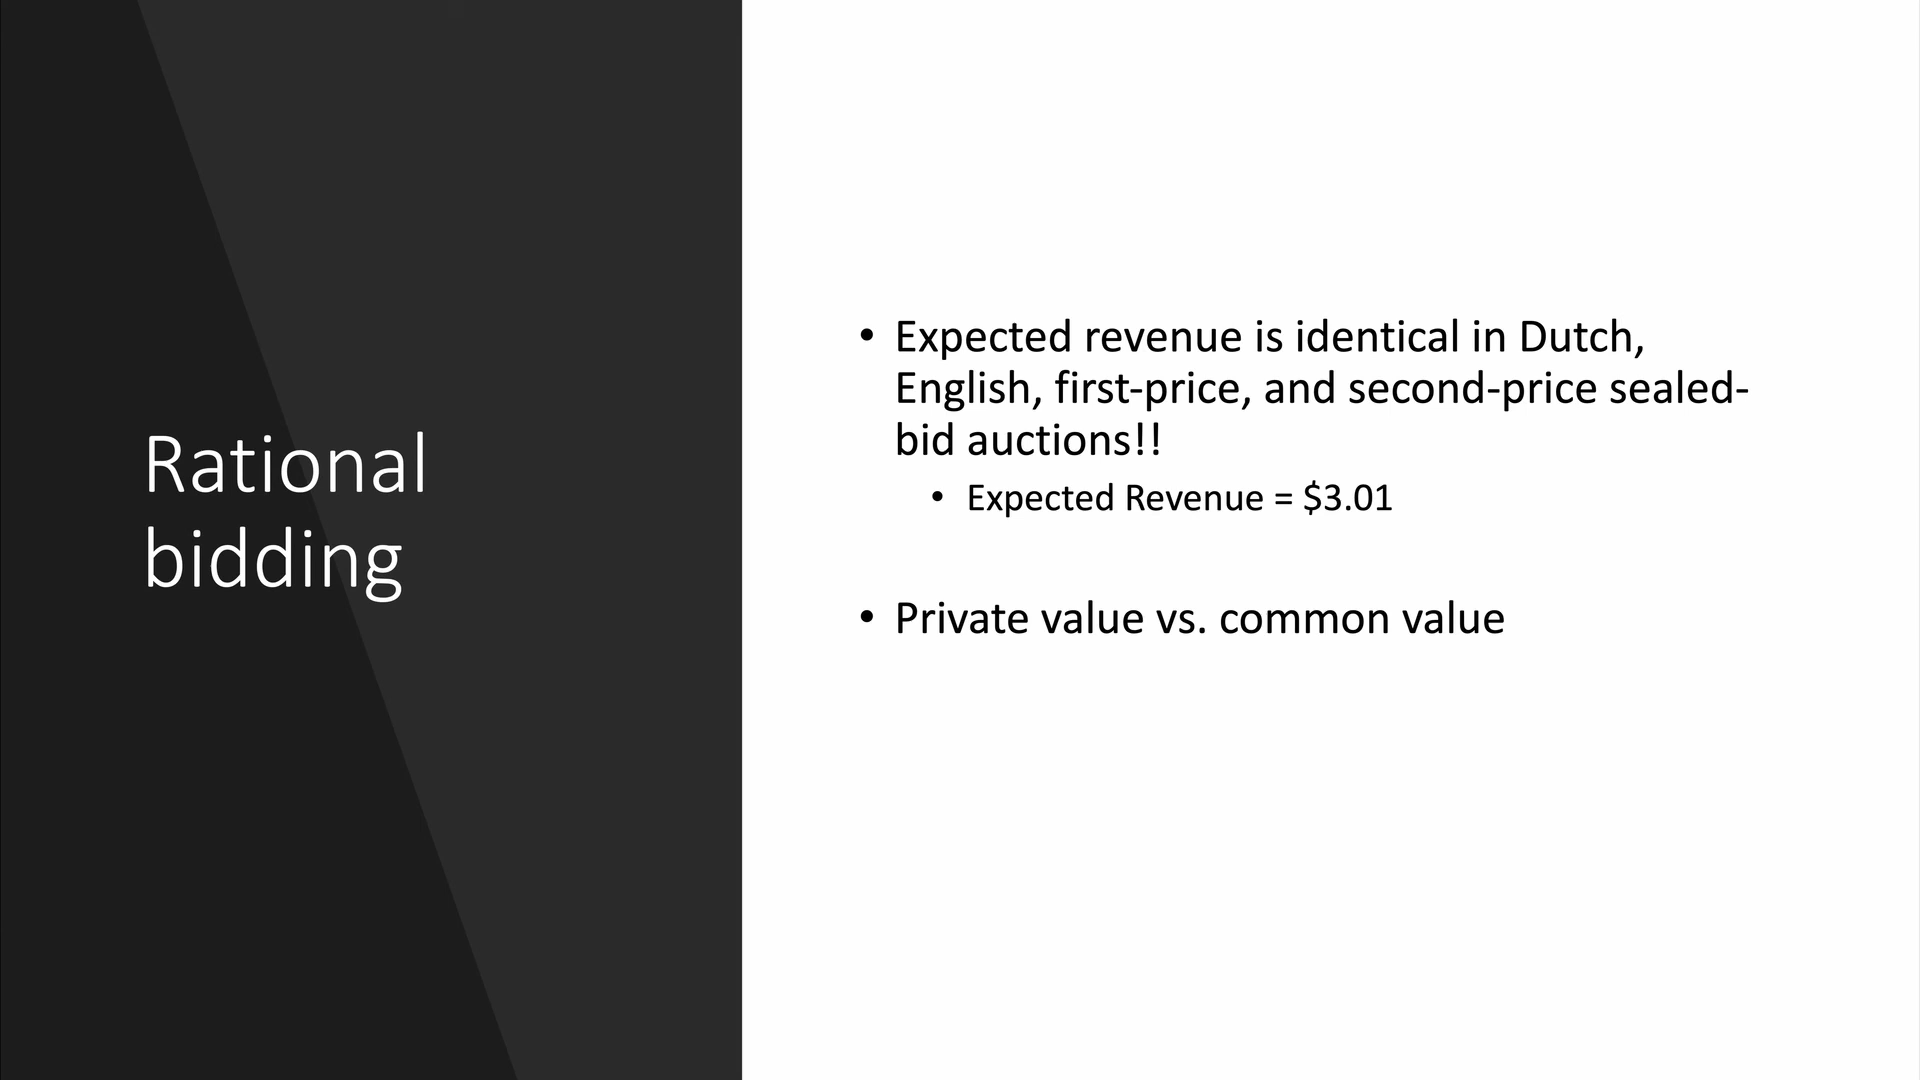 Rational
bidding
• Expected revenue is identical in Dutch,
English, first-price, and second-price sealed-
bid auctions!!
• Expected Revenue = $3.01
• Private value vs. common value